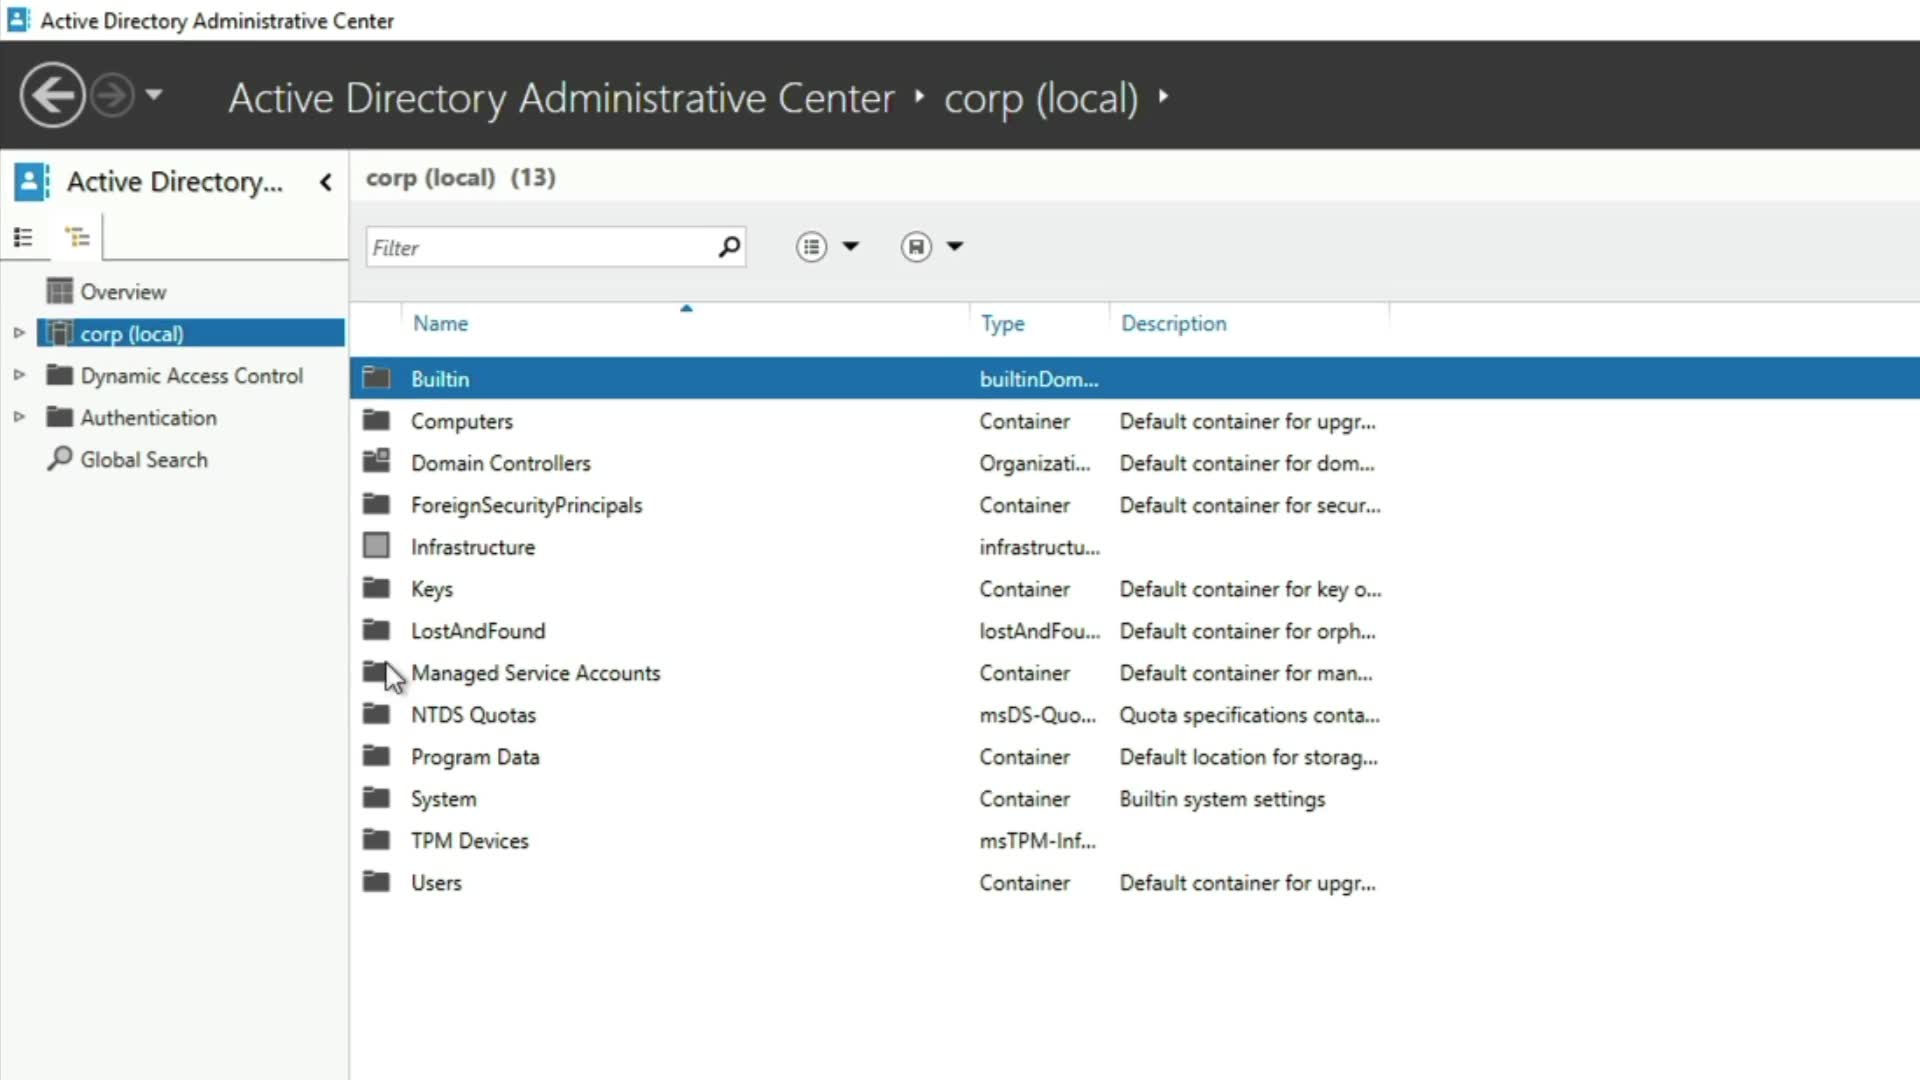 Active Directory Administrative Center
Active Directory Administrative Center corp (local)
Active Directory...
corp (local) (13)
Filter
Overview
corp (local)
Dynamic Access Control
Authentication
Global Search
Name Type Description
Builtin builtinDom...
Computers Container Default container for upgr...
Domain Controllers Organizati... Default container for dom...
ForeignSecurityPrincipals Container Default container for secur...
Infrastructure infrastructu...
Keys Container Default container for key o...
LostAndFound lostAndFou... Default container for orph...
Managed Service Accounts Container Default container for man...
NTDS Quotas msDS-Quo... Quota specifications conta...
Program Data Container Default location for storag...
System Container Builtin system settings
TPM Devices msTPM-Inf...
Users Container Default container for upgr...